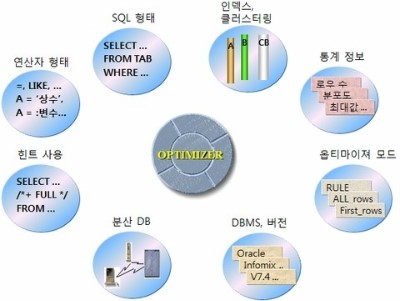 SQL 형태
SELECT ...
FROM TAB
WHERE ...
인덱스,
클러스터링
A B CB
통계 정보
로우 수
분포도
최대값 ...
옵티마이져 모드
RULE
ALL rows
First_rows
DBMS, 버전
Oracle
Infomix ..
V7.4 ...
분산 DB
힌트 사용
SELECT ...
/*+ FULL */
FROM ...
연산자 형태
=, LIKE, ...
A = '상수',
A = :변수...
OPTIMIZER